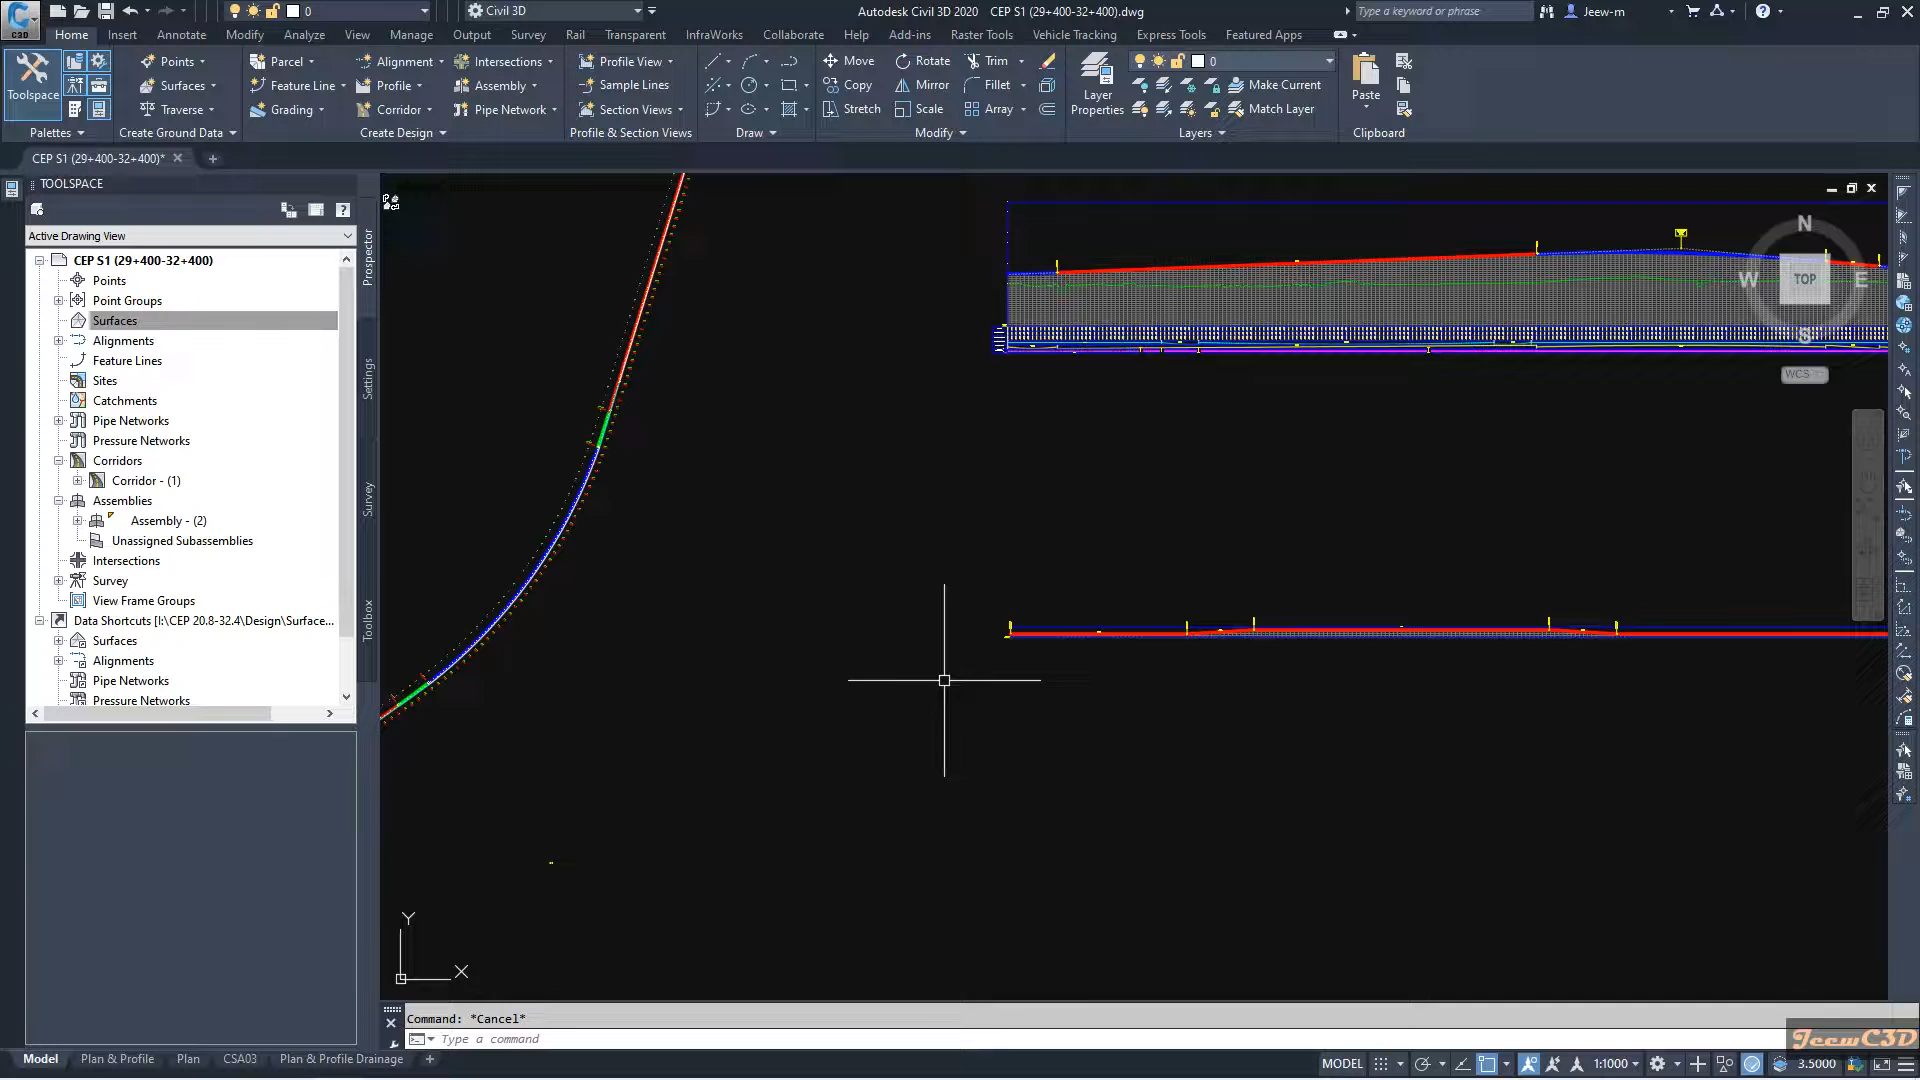 C3D
0
Civil 3D
Autodesk Civil 3D 2020 CEP S1 (29+400-32+400).dwg
Type a keyword or phrase
Jeew-m
Home Insert Annotate Modify Analyze View Manage Output Survey Rail Transparent InfraWorks Collaborate Help Add-ins Raster Tools Vehicle Tracking Express Tools Featured Apps
Points Parcel Alignment Intersections Profile View Move Rotate Trim 0
Toolspace Surfaces Feature Line Profile Assembly Sample Lines Copy Mirror Fillet Layer Properties Make Current Paste
Traverse Grading Corridor Pipe Network Section Views Stretch Scale Array Match Layer
Palettes Create Ground Data Create Design Profile & Section Views Draw Modify Layers Clipboard
CEP S1 (29+400-32+400)*
TOOLSPACE
Active Drawing View
CEP S1 (29+400-32+400)
Points
Point Groups
Surfaces
Alignments
Feature Lines
Sites
Catchments
Pipe Networks
Pressure Networks
Corridors
Corridor - (1)
Assemblies
Assembly - (2)
Unassigned Subassemblies
Intersections
Survey
View Frame Groups
Data Shortcuts [I:\CEP 20.8-32.4\Design\Surface...
Surfaces
Alignments
Pipe Networks
Pressure Networks
Prospector
Settings
Survey
Toolbox
N
W TOP E
S
WCS
Y
X
Command: *Cancel*
Type a command
JeewC3D
Model Plan & Profile Plan CSA03 Plan & Profile Drainage
MODEL 1:1000 3.5000